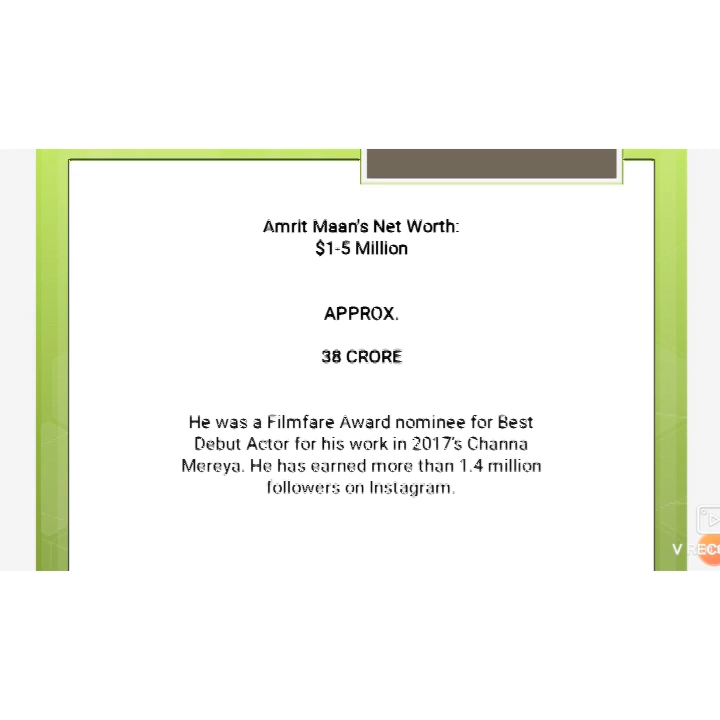 Amrit Maan's Net Worth:
$1-5 Million
APPROX.
38 CRORE
He was a Filmfare Award nominee for Best
Debut Actor for his work in 2017's Channa
Mereya. He has earned more than 1.4 million
followers on Instagram.
V RECO